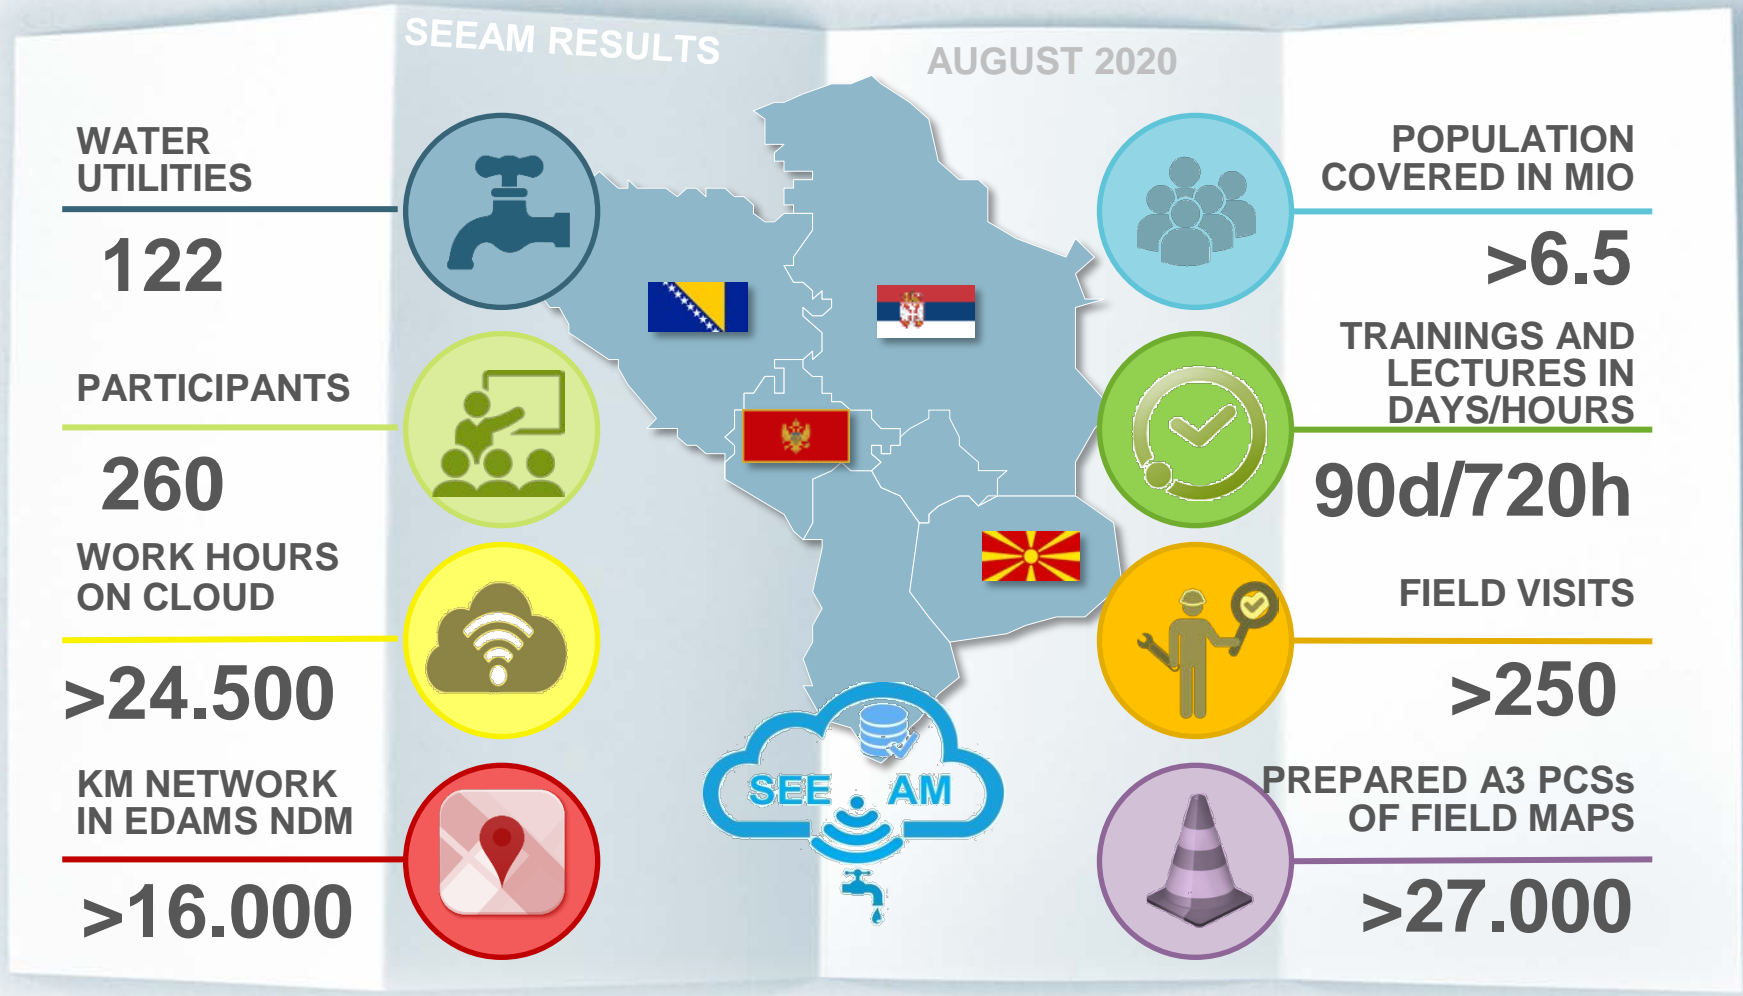 SEEAM RESULTS
AUGUST 2020
WATER
UTILITIES
122
PARTICIPANTS
260
WORK HOURS
ON CLOUD
>24.500
KM NETWORK
IN EDAMS NDM
>16.000
POPULATION
COVERED IN MIO
>6.5
TRAININGS AND
LECTURES IN
DAYS/HOURS
90d/720h
FIELD VISITS
>250
PREPARED A3 PCSs
OF FIELD MAPS
>27.000
SEE AM